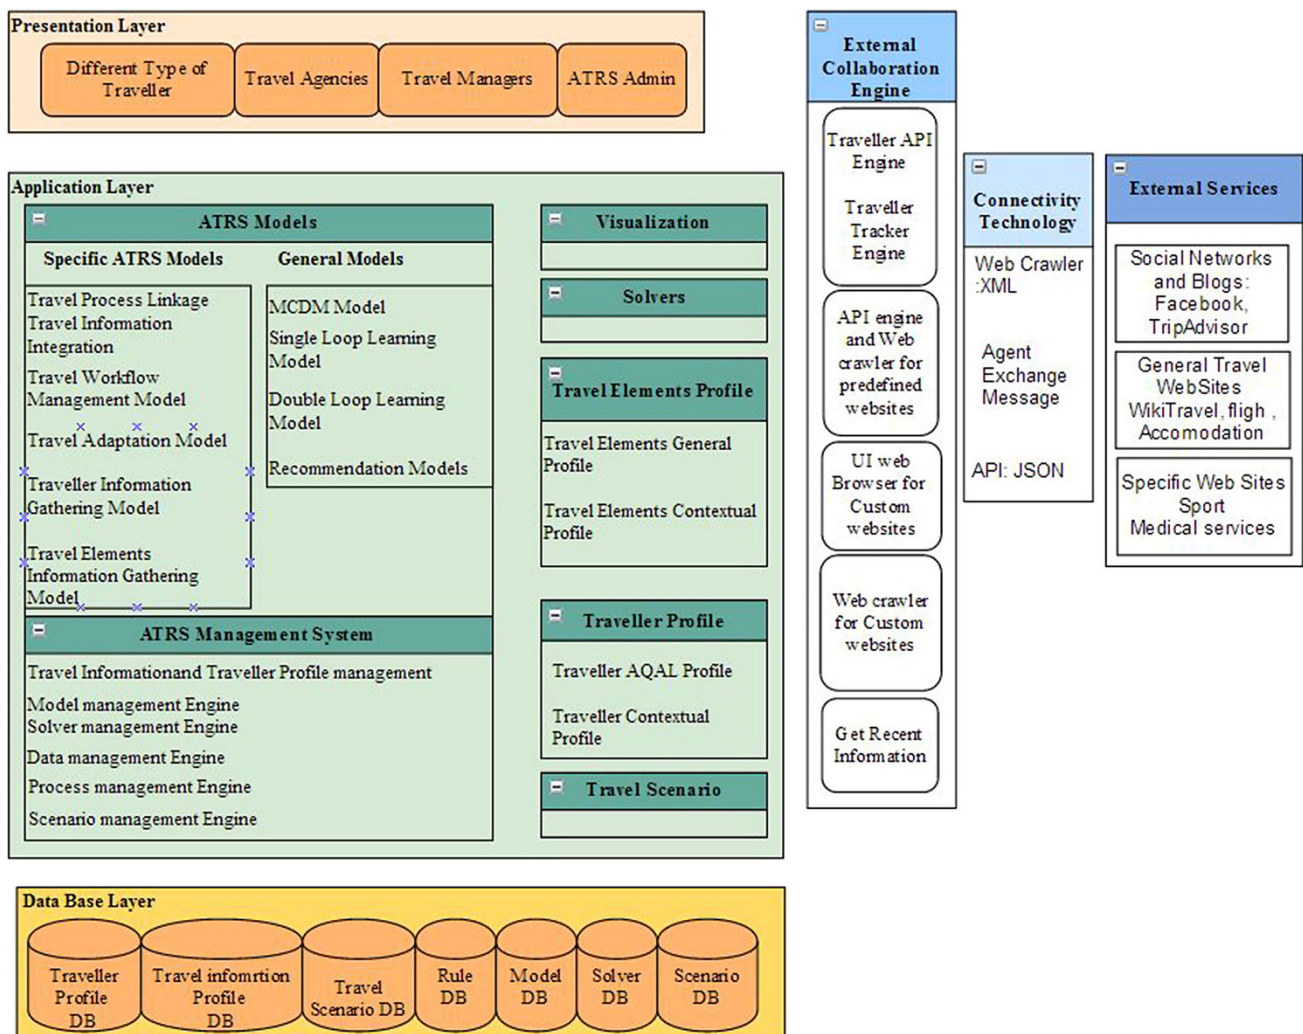 Presentation Layer
Different Type of
Traveller
Travel Agencies
Travel Managers
ATRS Admin
Application Layer
ATRS Models
Specific ATRS Models
General Models
Travel Process Linkage
Travel Information
Integration
Travel Workflow
Management Model
Travel Adaptation Model
Traveller Information
Gathering Model
Travel Elements
Information Gathering
Model
MCDM Model
Single Loop Learning
Model
Double Loop Learning
Model
Recommendation Models
ATRS Management System
Travel Informationand Traveller Profile management
Model management Engine
Solver management Engine
Data management Engine
Process management Engine
Scenario management Engine
Visualization
Solvers
Travel Elements Profile
Travel Elements General
Profile
Travel Elements Contextual
Profile
Traveller Profile
Traveller AQAL Profile
Traveller Contextual
Profile
Travel Scenario
Data Base Layer
Traveller
Profile
DB
Travel infomrtion
Profile
DB
Travel
Scenario DB
Rule
DB
Model
DB
Solver
DB
Scenario
DB
External
Collaboration
Engine
Traveller API
Engine
Traveller
Tracker
Engine
API engine
and Web
crawler for
predefined
websites
UI web
Browser for
Custom
websites
Web crawler
for Custom
websites
Get Recent
Information
Connectivity
Technology
Web Crawler
:XML
Agent
Exchange
Message
API: JSON
External Services
Social Networks
and Blogs:
Facebook,
TripAdvisor
General Travel
WebSites
WikiTravel, fligh ,
Accomodation
Specific Web Sites
Sport
Medical services